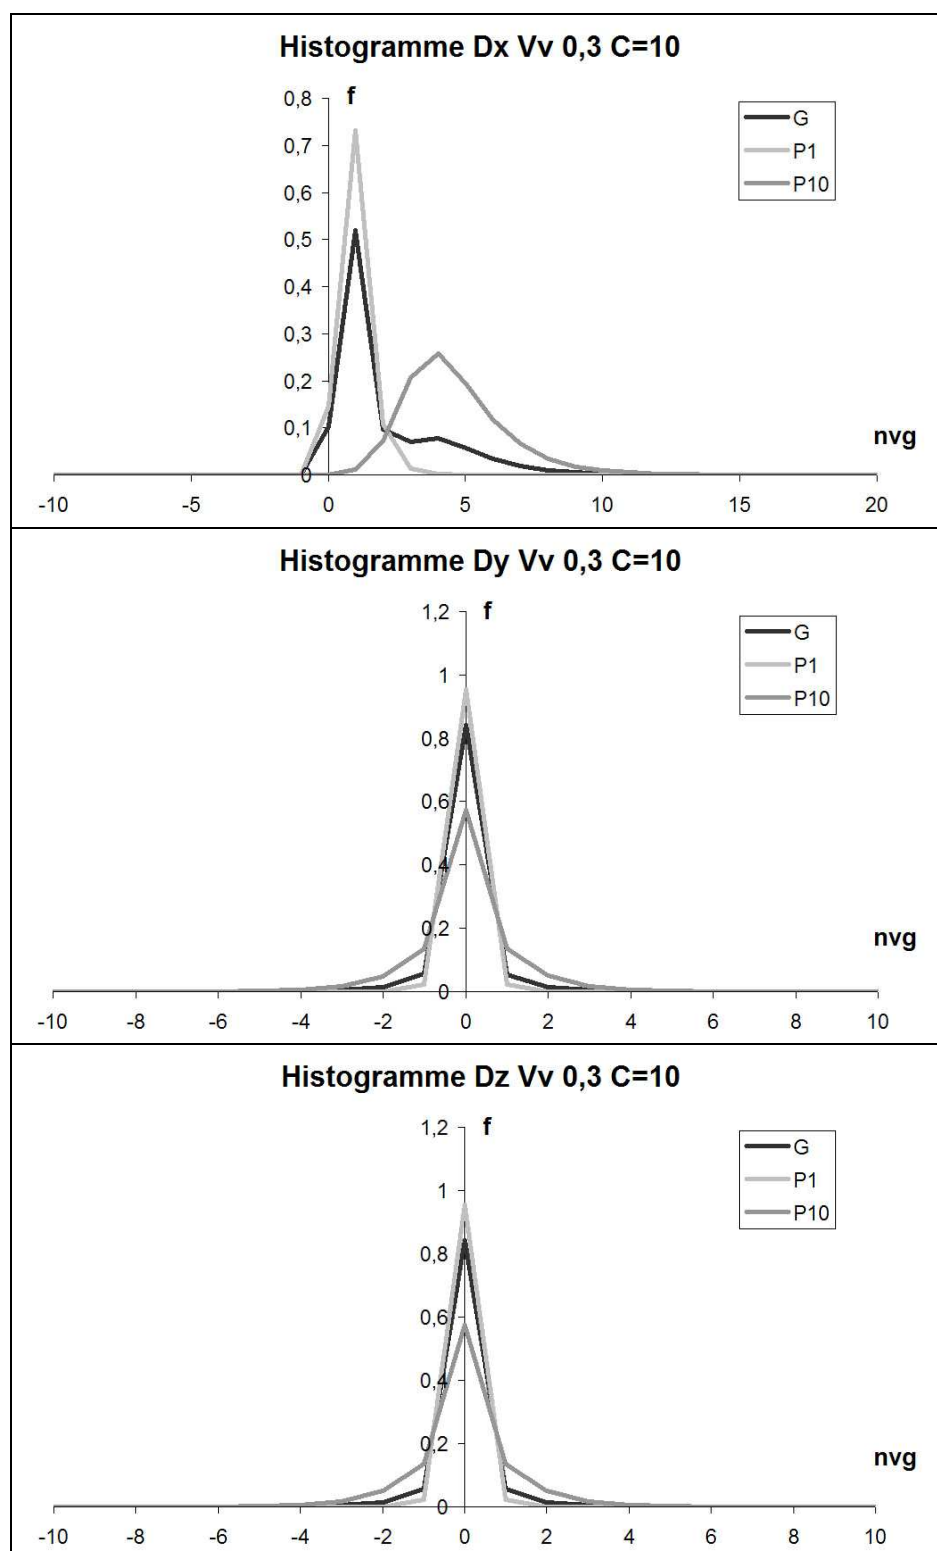 Histogramme Dx Vv 0,3 C=10
f
0,8
0,7
0,6
0,5
0,4
0,3
0,2
0,1
0
G
P1
P10
nvg
-10 -5 0 5 10 15 20
Histogramme Dy Vv 0,3 C=10
f
1,2
1
0,8
0,6
0,4
0,2
0
G
P1
P10
nvg
-10 -8 -6 -4 -2 0 2 4 6 8 10
Histogramme Dz Vv 0,3 C=10
f
1,2
1
0,8
0,6
0,4
0,2
0
G
P1
P10
nvg
-10 -8 -6 -4 -2 0 2 4 6 8 10